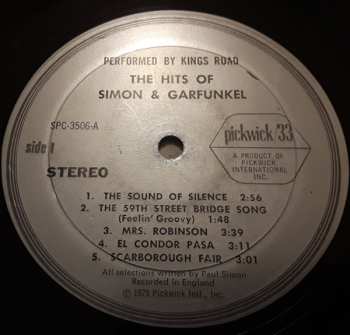 PERFORMED BY KINGS ROAD
THE HITS OF
SIMON & GARFUNKEL
SPC-3506-A
side 1
STEREO
pickwick/33
A PRODUCT OF
PICKWICK
INTERNATIONAL
INC.
1. THE SOUND OF SILENCE 2:56
2. THE 59TH STREET BRIDGE SONG
(Feelin' Groovy) 1:48
3. MRS. ROBINSON 3:39
4. EL CONDOR PASA 3:11
5. SCARBOROUGH FAIR 3:01
All selections written by Paul Simon
Recorded in England
Pickwick Intl., Inc.